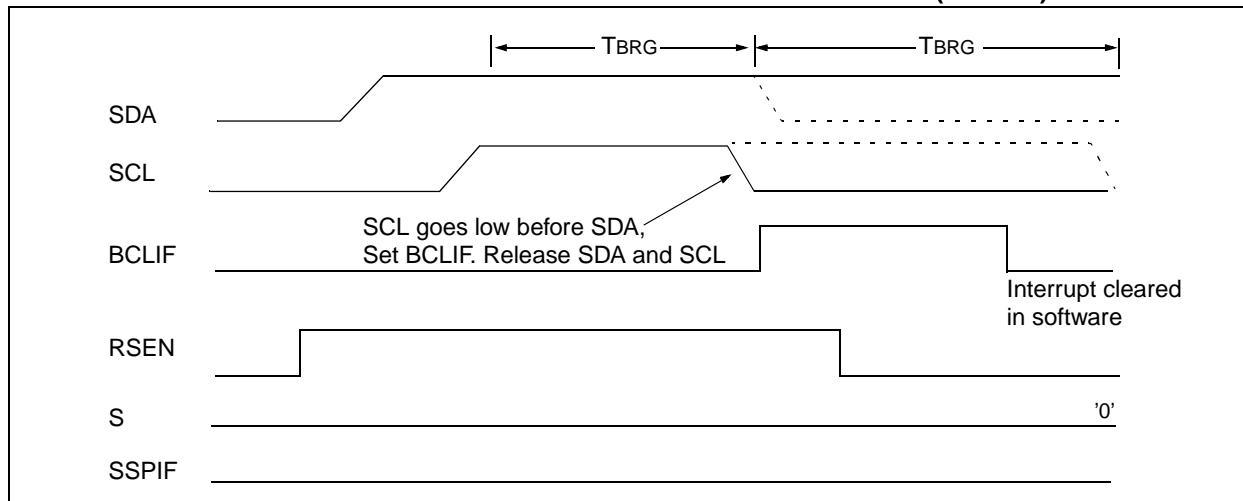 TBRG TBRG
SDA
SCL
SCL goes low before SDA,
Set BCLIF. Release SDA and SCL
BCLIF
Interrupt cleared
in software
RSEN
S '0'
SSPIF